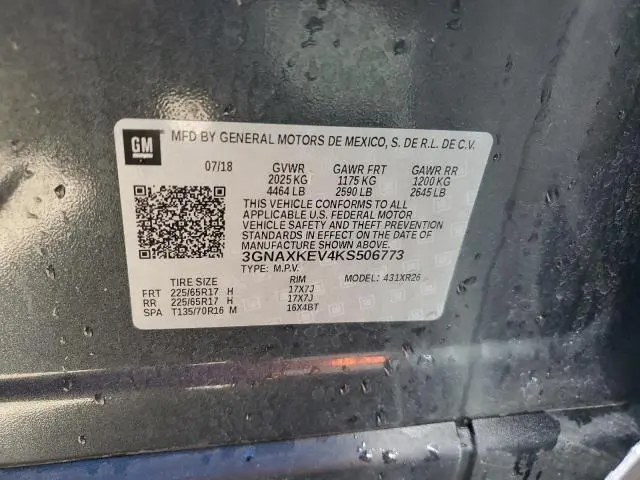 GM MFD BY GENERAL MOTORS DE MEXICO, S. DE R.L. DE C.V.
07/18 GVWR GAWR FRT GAWR RR
2025 KG 1175 KG 1200 KG
4464 LB 2590 LB 2645 LB
THIS VEHICLE CONFORMS TO ALL
APPLICABLE U.S. FEDERAL MOTOR
VEHICLE SAFETY AND THEFT PREVENTION
STANDARDS IN EFFECT ON THE DATE OF
MANUFACTURE SHOWN ABOVE.
3GNAXKEV4KS506773
TYPE: M.P.V. MODEL: 431XR26
TIRE SIZE RIM
FRT 225/65R17 H 17X7J
RR 225/65R17 H 17X7J
SPA T135/70R16 M 16X4BT